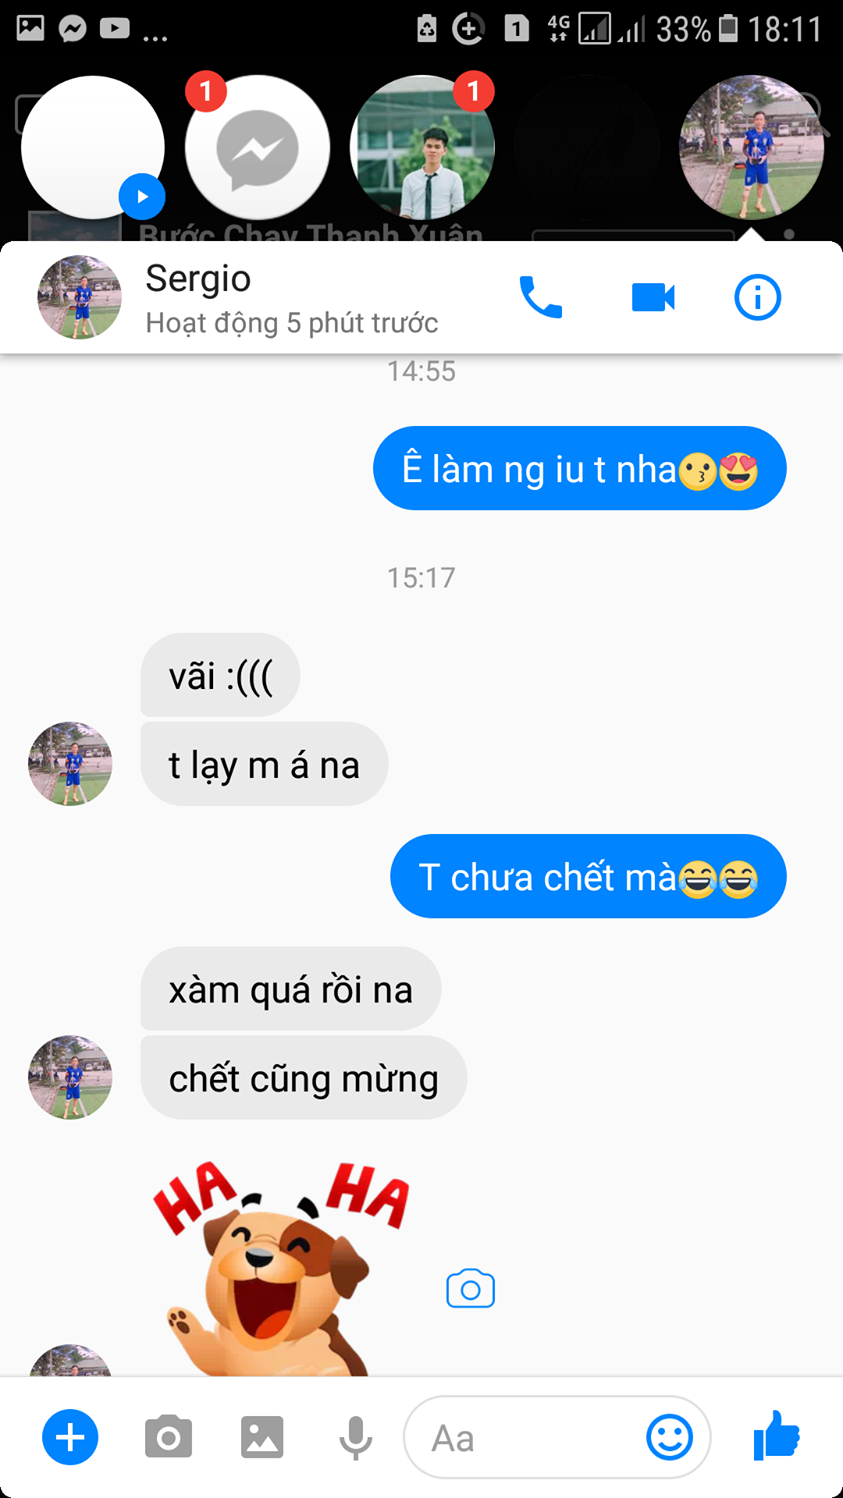 ... 1 4G 33% 18:11
1
1
Bước Chạy Thanh Xuân
Sergio
Hoạt động 5 phút trước
14:55
Ê làm ng iu t nha😗😍
15:17
vãi :(((
t lạy m á na
T chưa chết mà😂😂
xàm quá rồi na
chết cũng mừng
HA HA
Aa